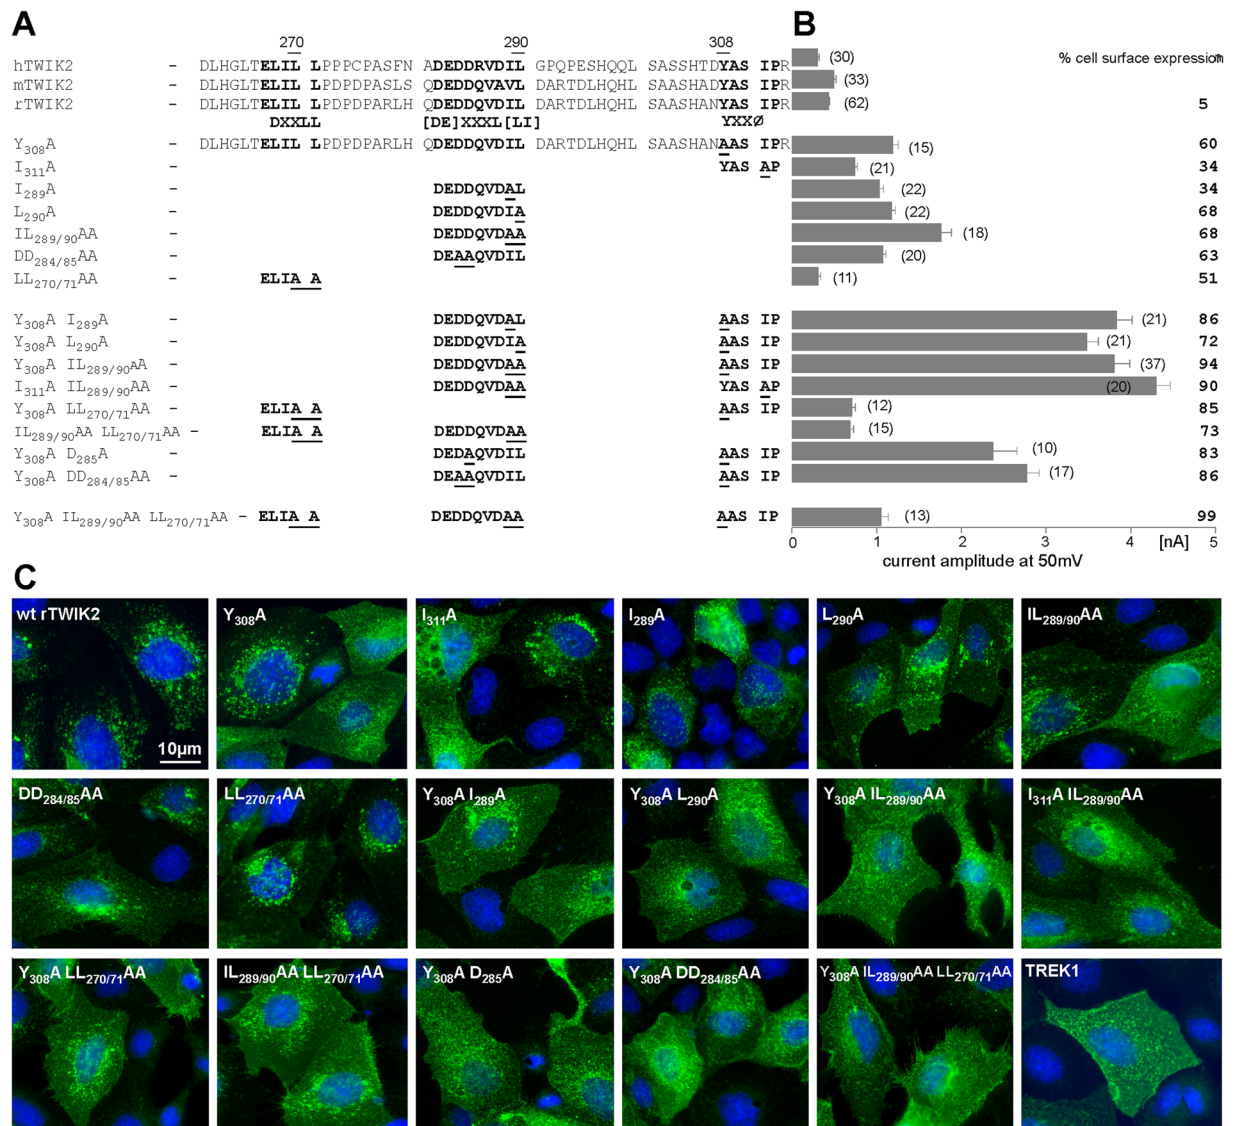 A B
270 290 308
hTWIK2 – DLHGLTELIL LPPPCPASFN ADEDDRVDIL GPQPESHQQL SASSHTDYAS IPR (30) % cell surface expression
mTWIK2 – DLHGLTELIL LPDPDPASLS QDEDDQVAVL DARTDLHQHL SAASHADYAS IPR (33)
rTWIK2 – DLHGLTELIL LPDPDPARLH QDEDDQVDIL DARTDLHQHL SAASHANYAS IPR (62) 5
DXXLL [DE]XXXL[LI] YXXØ
Y308A – DLHGLTELIL LPDPDPARLH QDEDDQVDIL DARTDLHQHL SAASHANAAS IPR (15) 60
I311A – YAS AP (21) 34
I289A – DEDDQVDAL (22) 34
L290A – DEDDQVDIA (22) 68
IL289/90AA – DEDDQVDAA (18) 68
DD284/85AA – DEAAQVDIL (20) 63
LL270/71AA – ELIA A (11) 51
Y308A I289A – DEDDQVDAL AAS IP (21) 86
Y308A L290A – DEDDQVDIA AAS IP (21) 72
Y308A IL289/90AA – DEDDQVDAA AAS IP (37) 94
I311A IL289/90AA – DEDDQVDAA YAS AP (20) 90
Y308A LL270/71AA – ELIA A AAS IP (12) 85
IL289/90AA LL270/71AA – ELIA A DEDDQVDAA (15) 73
Y308A D285A – DEDAQVDIL AAS IP (10) 83
Y308A DD284/85AA – DEAAQVDIL AAS IP (17) 86
Y308A IL289/90AA LL270/71AA – ELIA A DEDDQVDAA AAS IP (13) 99
0 1 2 3 4 [nA] 5
current amplitude at 50mV
C
wt rTWIK2 Y308A I311A I289A L290A IL289/90AA
10µm
DD284/85AA LL270/71AA Y308A I289A Y308A L290A Y308A IL289/90AA I311A IL289/90AA
Y308A LL270/71AA IL289/90AA LL270/71AA Y308A D285A Y308A DD284/85AA Y308A IL289/90AA LL270/71AA TREK1